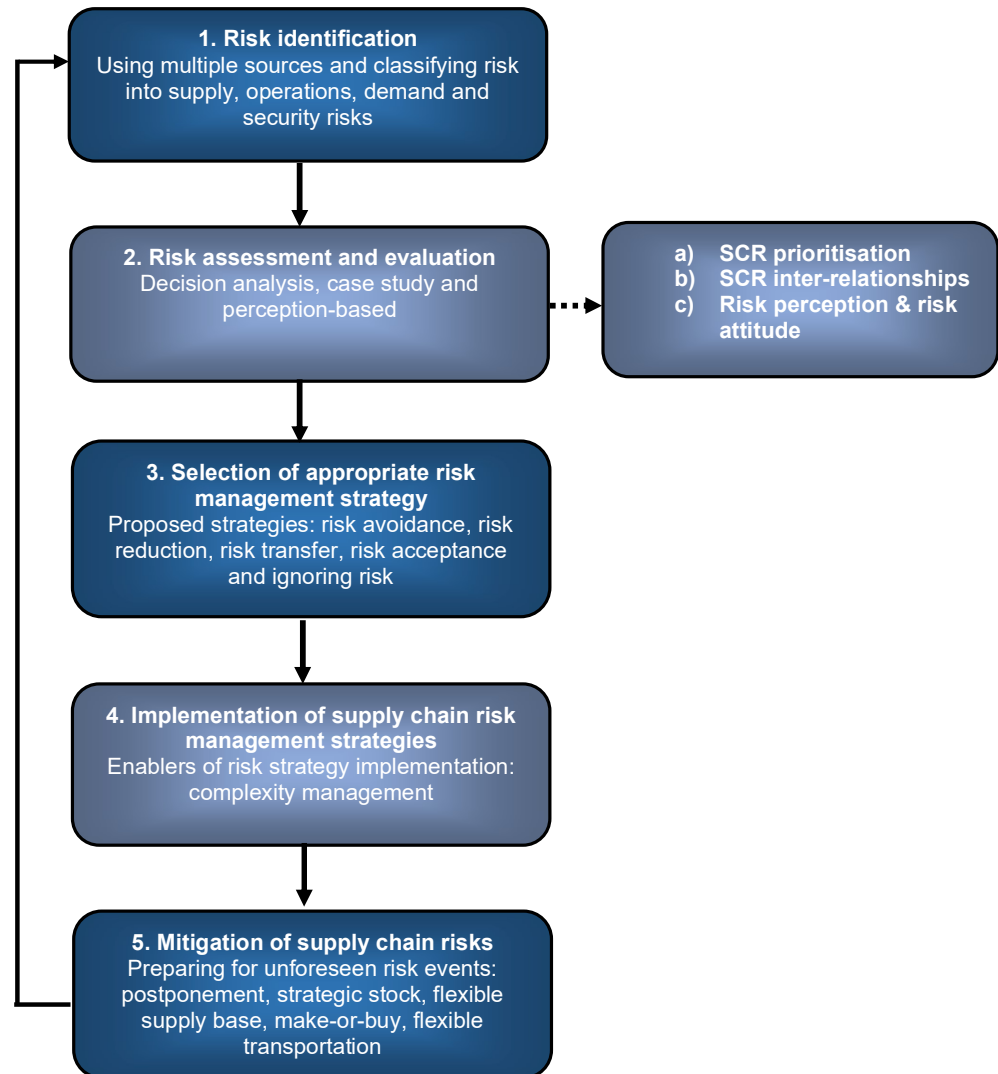 1. Risk identification
Using multiple sources and classifying risk
into supply, operations, demand and
security risks
2. Risk assessment and evaluation
Decision analysis, case study and
perception-based
a) SCR prioritisation
b) SCR inter-relationships
c) Risk perception & risk
attitude
3. Selection of appropriate risk
management strategy
Proposed strategies: risk avoidance, risk
reduction, risk transfer, risk acceptance
and ignoring risk
4. Implementation of supply chain risk
management strategies
Enablers of risk strategy implementation:
complexity management
5. Mitigation of supply chain risks
Preparing for unforeseen risk events:
postponement, strategic stock, flexible
supply base, make-or-buy, flexible
transportation